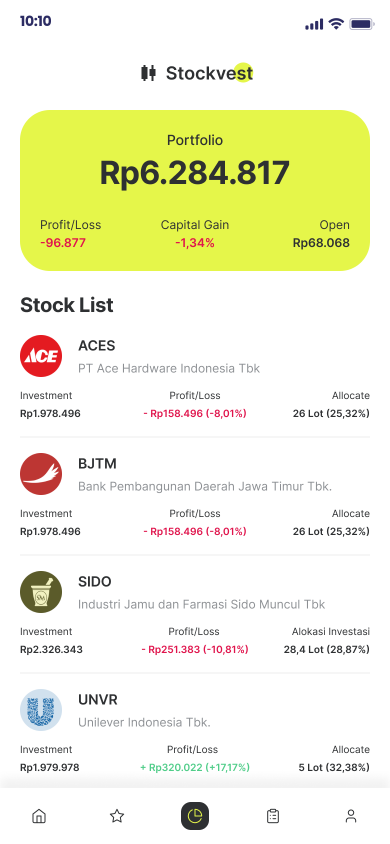 10:10
Stockvest
Portfolio
Rp6.284.817
Profit/Loss Capital Gain Open
-96.877 -1,34% Rp68.068
Stock List
ACE
ACES
PT Ace Hardware Indonesia Tbk
Investment Profit/Loss Allocate
Rp1.978.496 - Rp158.496 (-8,01%) 26 Lot (25,32%)
BJTM
Bank Pembangunan Daerah Jawa Timur Tbk.
Investment Profit/Loss Allocate
Rp1.978.496 - Rp158.496 (-8,01%) 26 Lot (25,32%)
SM
SIDO
Industri Jamu dan Farmasi Sido Muncul Tbk
Investment Profit/Loss Alokasi Investasi
Rp2.326.343 - Rp251.383 (-10,81%) 28,4 Lot (28,87%)
UNVR
Unilever Indonesia Tbk.
Investment Profit/Loss Allocate
Rp1.979.978 + Rp320.022 (+17,17%) 5 Lot (32,38%)